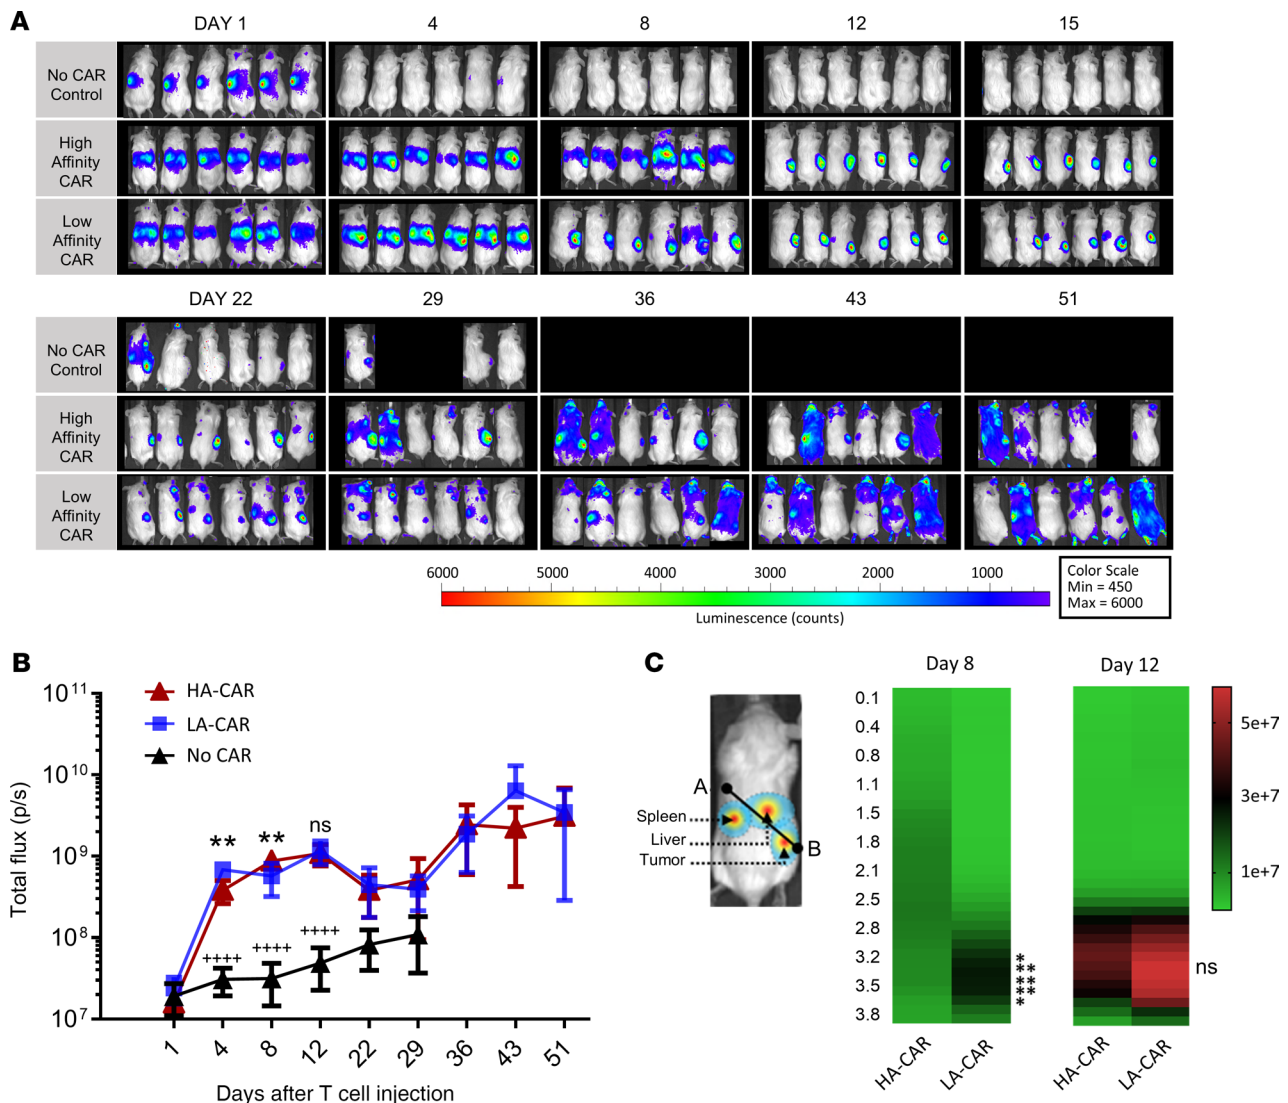 A
DAY 1 4 8 12 15
No CAR
Control
High
Affinity
CAR
Low
Affinity
CAR
DAY 22 29 36 43 51
No CAR
Control
High
Affinity
CAR
Low
Affinity
CAR
6000 5000 4000 3000 2000 1000
Luminescence (counts)
Color Scale
Min = 450
Max = 6000
B
HA-CAR
LA-CAR
No CAR
Total flux (p/s)
10^11
10^10
10^9
10^8
10^7
** ** ns
++++ ++++ ++++
1 4 8 12 22 29 36 43 51
Days after T cell injection
C
A
Spleen
Liver
Tumor
B
Day 8 Day 12
0.1
0.4
0.8
1.1
1.5
1.8
2.1
2.5
2.8
3.2
3.5
3.8
*
**
**
**
*
ns
5e+7
3e+7
1e+7
HA-CAR LA-CAR HA-CAR LA-CAR